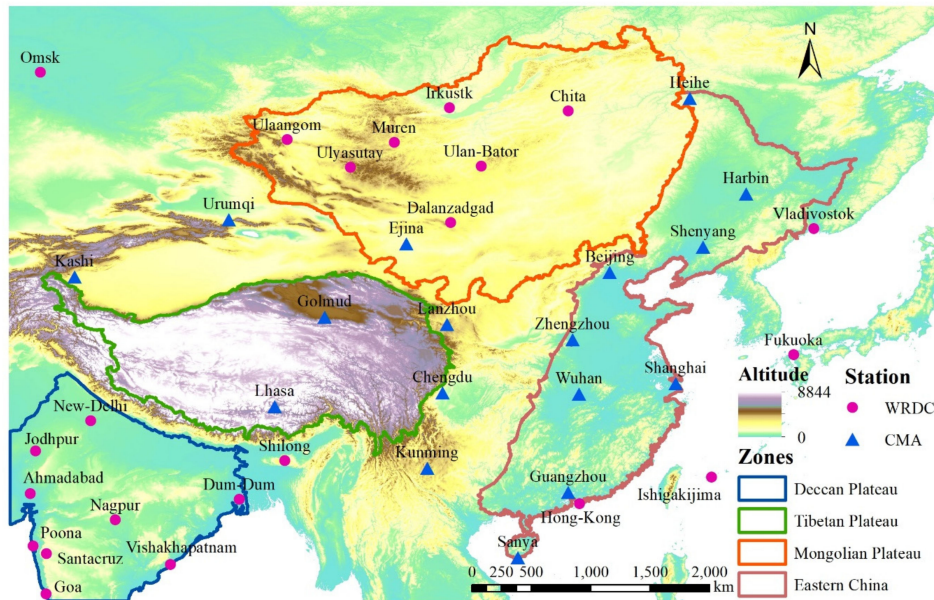 N
Omsk
Heihe
Irkustk
Chita
Ulaangom
Muren
Ulyasutay
Ulan-Bator
Harbin
Urumqi
Dalanzadgad
Vladivostok
Ejina
Shenyang
Beijing
Kashi
Golmud
Lanzhou
Zhengzhou
Fukuoka
Chengdu
Wuhan
Shanghai
Lhasa
New-Delhi
Jodhpur
Shilong
Kunming
Ahmadabad
Dum-Dum
Guangzhou
Ishigakijima
Nagpur
Hong-Kong
Poona
Vishakhapatnam
Santacruz
Sanya
Goa
0 250 500 1,000 1,500 2,000
km
Altitude
8844
0
Station
WRDC
CMA
Zones
Deccan Plateau
Tibetan Plateau
Mongolian Plateau
Eastern China